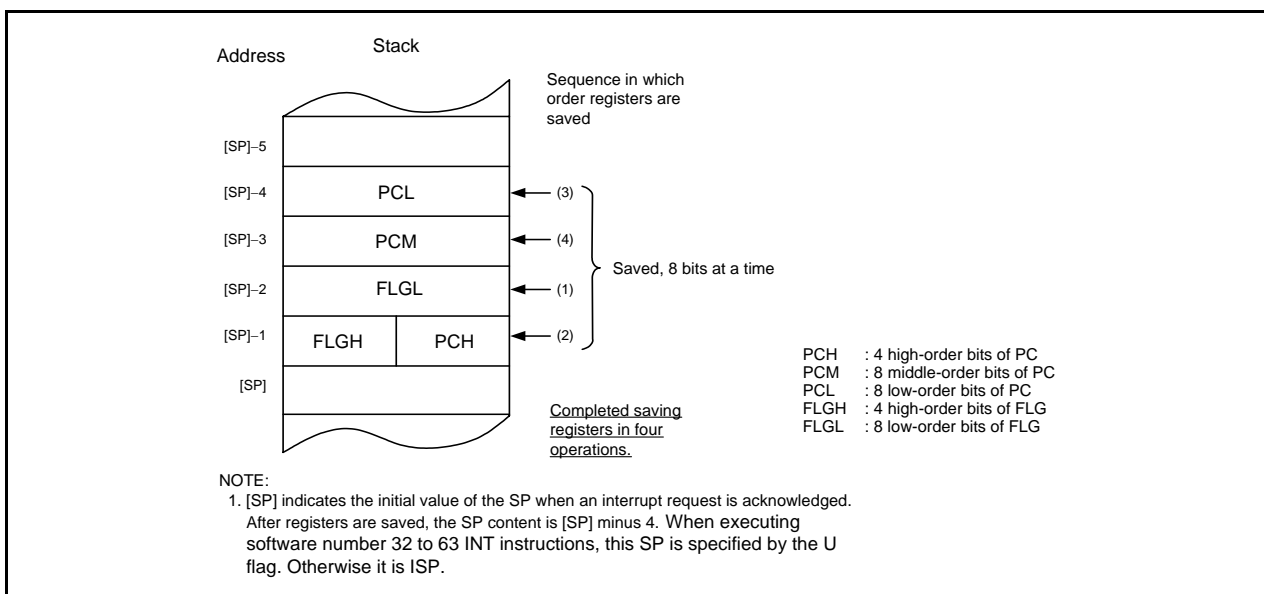 Address
Stack
Sequence in which
order registers are
saved
[SP]−5
[SP]−4
PCL
(3)
[SP]−3
PCM
(4)
Saved, 8 bits at a time
[SP]−2
FLGL
(1)
[SP]−1
FLGH
PCH
(2)
[SP]
PCH : 4 high-order bits of PC
PCM : 8 middle-order bits of PC
PCL : 8 low-order bits of PC
FLGH : 4 high-order bits of FLG
FLGL : 8 low-order bits of FLG
Completed saving
registers in four
operations.
NOTE:
1. [SP] indicates the initial value of the SP when an interrupt request is acknowledged.
After registers are saved, the SP content is [SP] minus 4. When executing
software number 32 to 63 INT instructions, this SP is specified by the U
flag. Otherwise it is ISP.